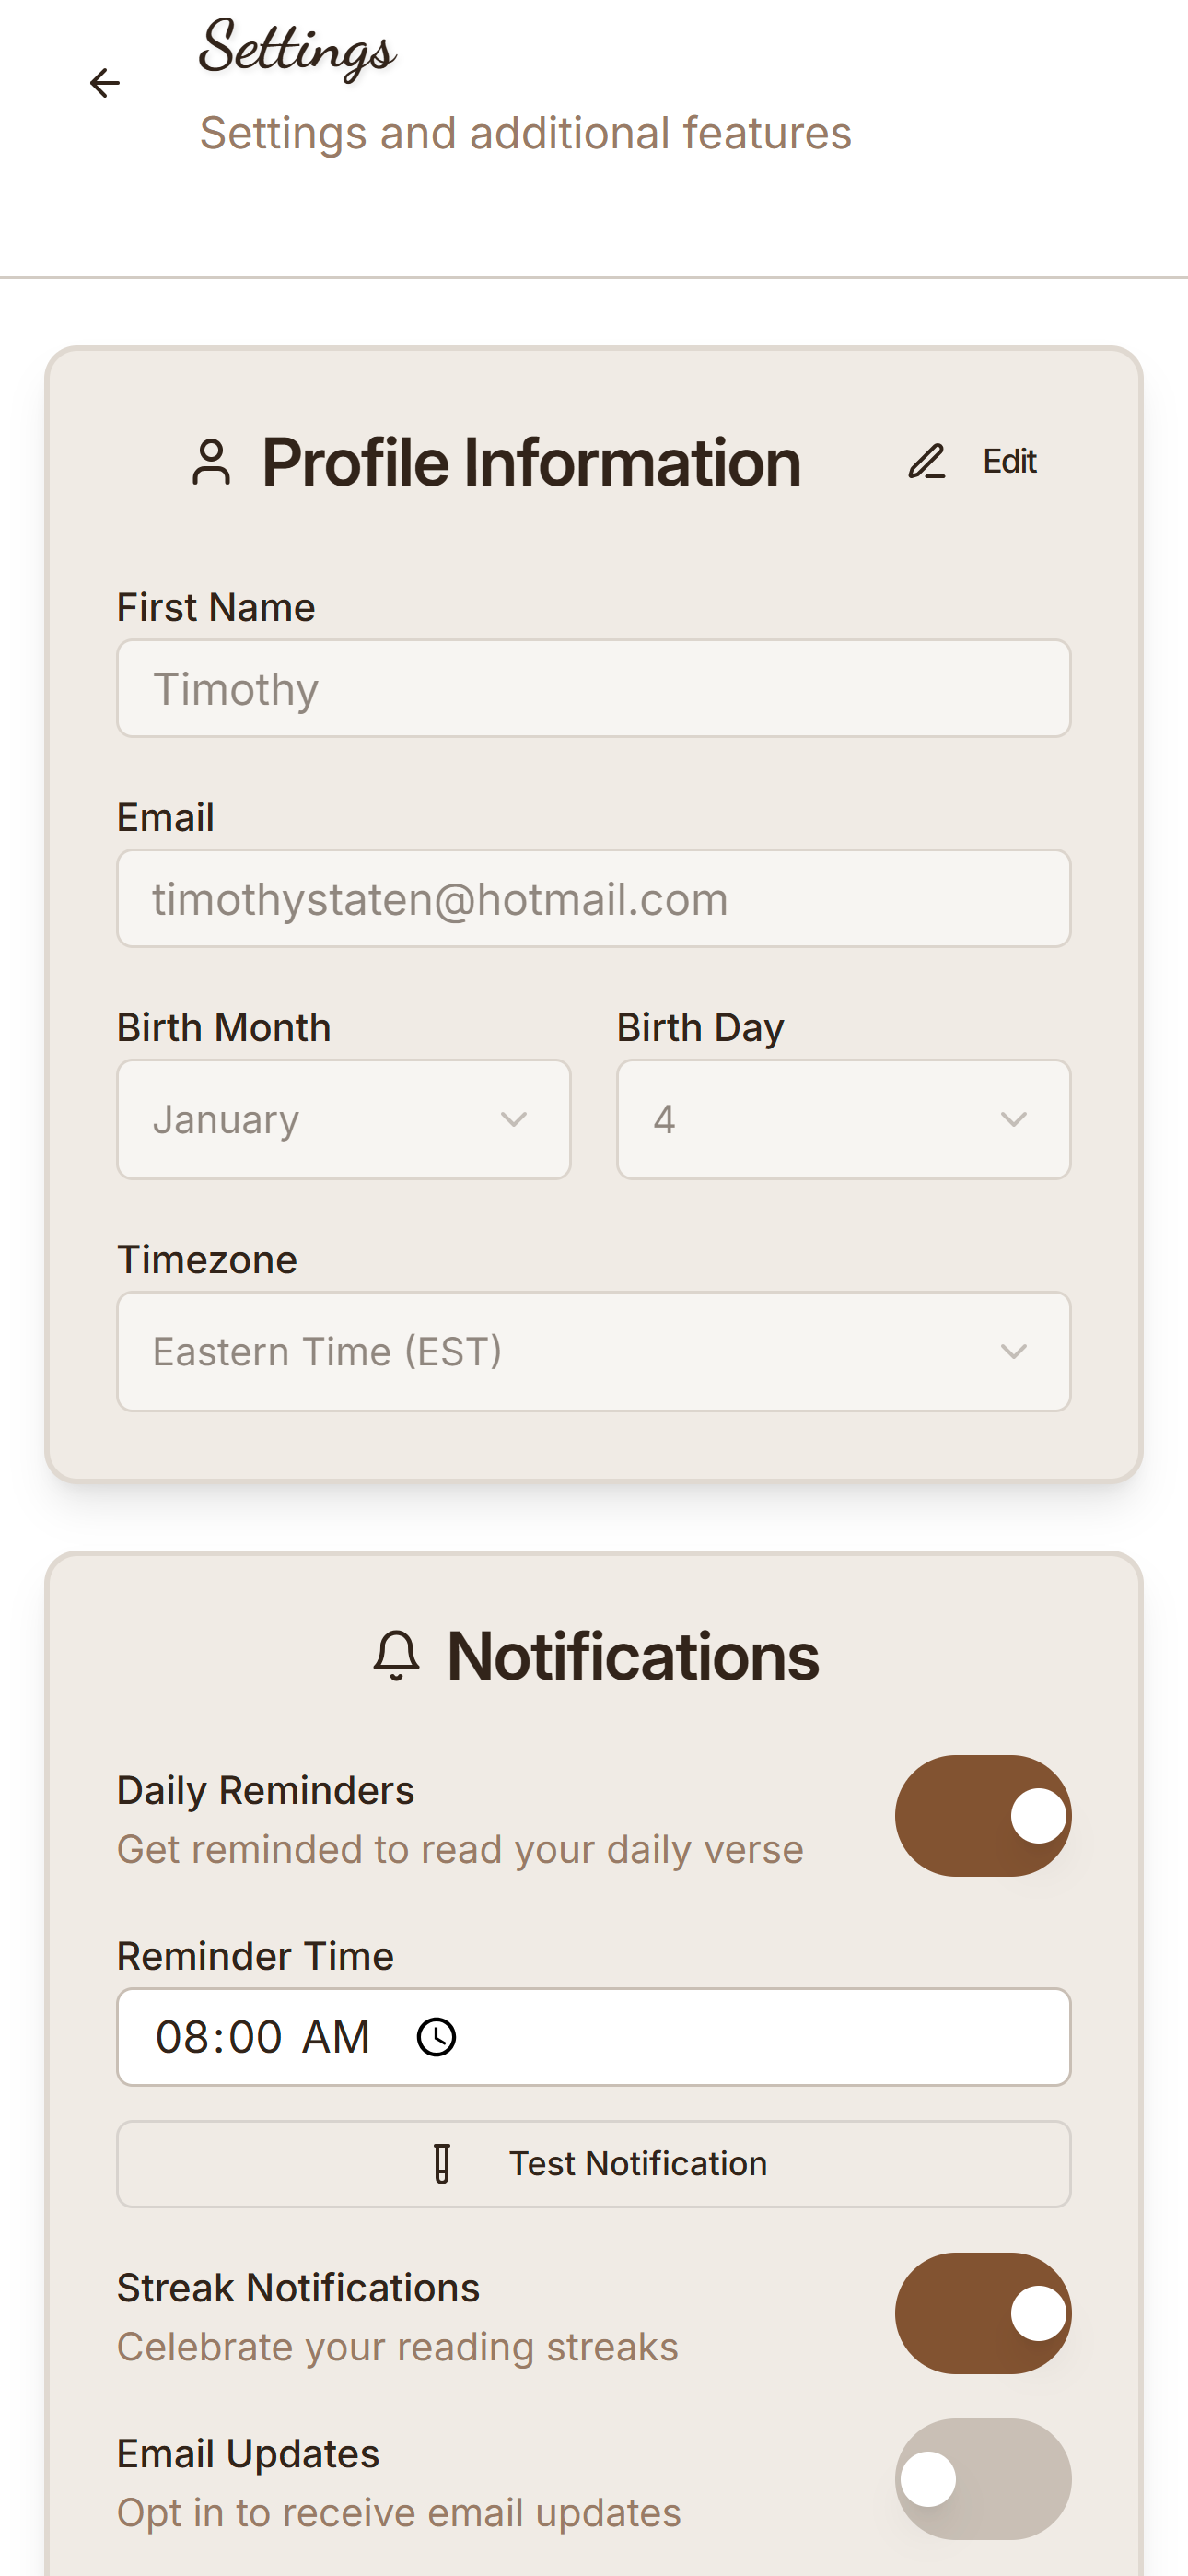 Settings
Settings and additional features
Profile Information
Edit
First Name
Timothy
Email
timothystaten@hotmail.com
Birth Month
Birth Day
January
4
Timezone
Eastern Time (EST)
Notifications
Daily Reminders
Get reminded to read your daily verse
Reminder Time
08:00 AM
Test Notification
Streak Notifications
Celebrate your reading streaks
Email Updates
Opt in to receive email updates